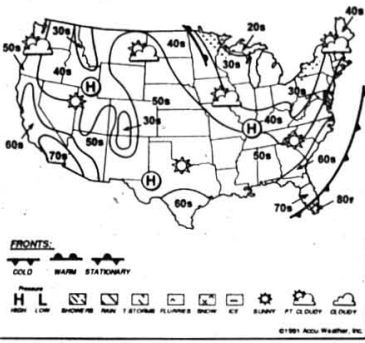 20s
40s
30s
40s
50s
30s
40s
30s
H
50s
30s
40s
H
60s
50s
50s
70s
60s
H
60s
70s
80s
FRONTS:
COLD WARM STATIONARY
Pressure
H L
HIGH LOW SHOWERS RAIN T.STORMS FLURRIES SNOW ICE SUNNY PT. CLOUDY CLOUDY
©1991 Accu Weather, Inc.